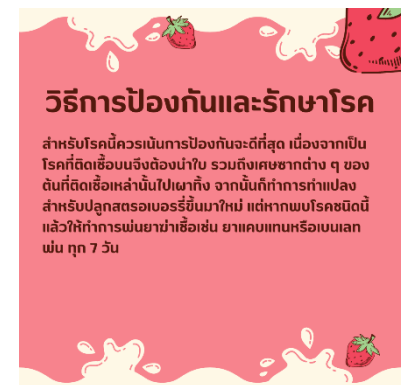 วิธีการป้องกันและรักษาโรค
สำหรับโรคนี้ควรเน้นการป้องกันจะดีที่สุด เนื่องจากเป็น
โรคที่ติดเชื้อบนจึงต้องนำใบ รวมถึงเศษซากต่าง ๆ ของ
ต้นที่ติดเชื้อเหล่านั้นไปเผาทิ้ง จากนั้นก็ทำการทำแปลง
สำหรับปลูกสตรอเบอร์รี่ขึ้นมาใหม่ แต่หากพบโรคชนิดนี้
แล้วให้ทำการพ่นยาฆ่าเชื้อเช่น ยาแคบแทนหรือเบนเลท
พ่น ทุก 7 วัน